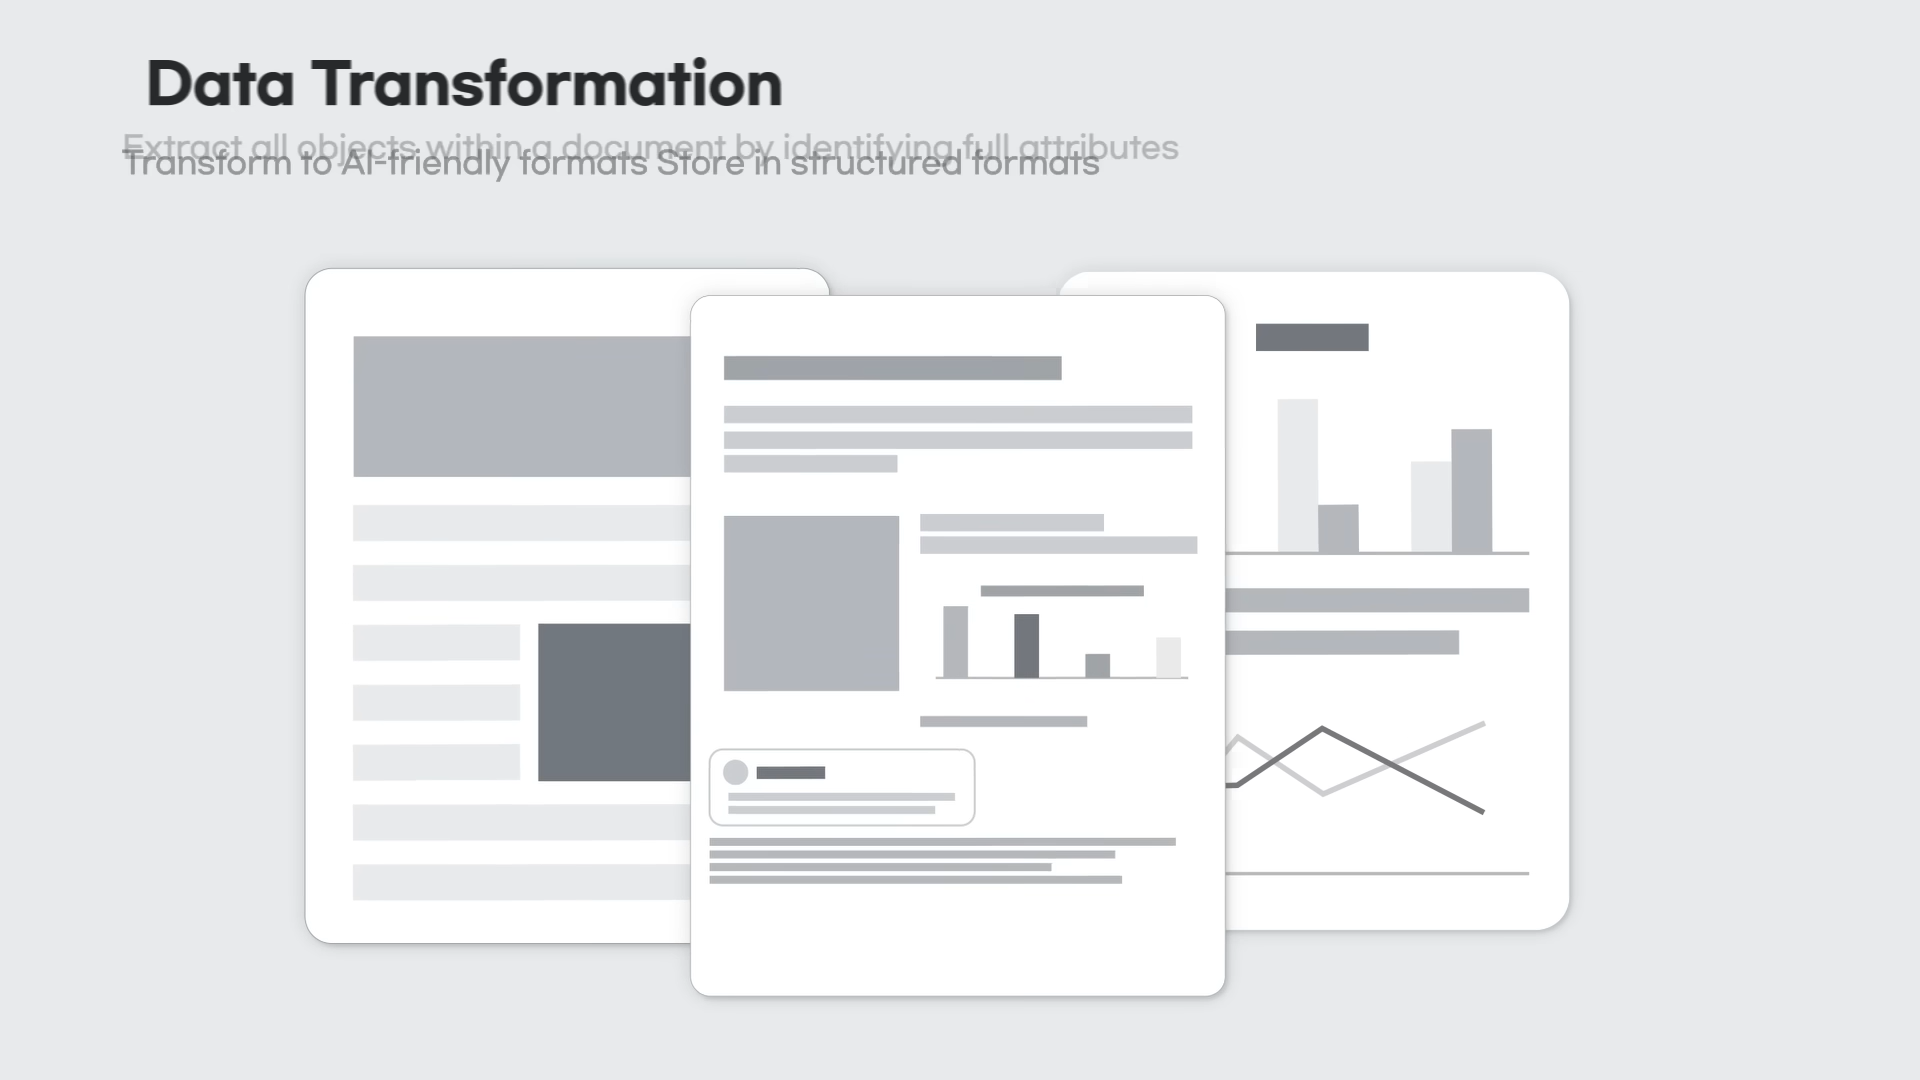 Data Transformation
Extract all objects within a document by identifying full attributes
Transform to AI-friendly formats Store in structured formats